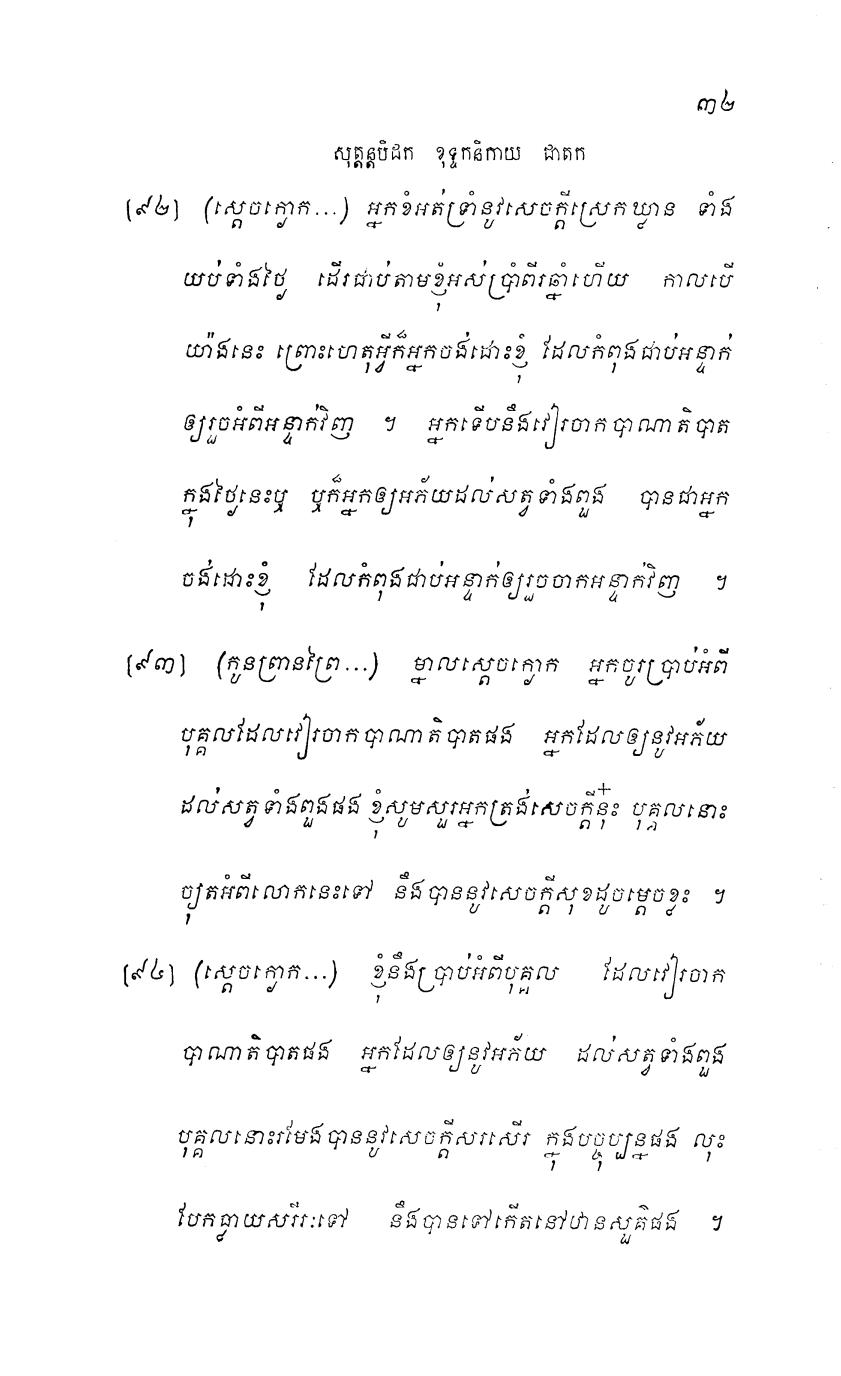 ៣៤
សុត្តន្តបិដក ខុទ្ទកនិកាយ ជាតក
[៩២] (ស្តេចក្ងោក...) អ្នកខំអត់ទ្រាំនូវសេចក្តីស្រេកឃ្លាន ទាំង
យប់ទាំងថ្ងៃ ដើរជាប់តាមខ្ញុំអស់ប្រាំពីរឆ្នាំហើយ កាលបើ
យ៉ាងនេះ ព្រោះហេតុអ្វីក៏អ្នកចង់ដោះខ្ញុំ ដែលកំពុងជាប់អន្ទាក់
ឲ្យរួចអំពីអន្ទាក់វិញ ។ អ្នកទើបនឹងវៀរចាកបាណាតិបាត
ក្នុងថ្ងៃនេះឬ ឬក៏អ្នកឲ្យអភ័យដល់សត្វទាំងពួង បានជាអ្នក
ចង់ដោះខ្ញុំ ដែលកំពុងជាប់អន្ទាក់ឲ្យរួចចាកអន្ទាក់វិញ ។
[៩៣] (កូនព្រានព្រៃ...) ម្នាលស្តេចក្ងោក អ្នកចូរប្រាប់អំពី
បុគ្គលដែលវៀរចាកបាណាតិបាតផង អ្នកដែលឲ្យនូវអភ័យ
ដល់សត្វទាំងពួងផង ខ្ញុំសូមសួរអ្នកត្រង់សេចក្តីនុ៎ះ បុគ្គលនោះ
ច្យុតអំពីលោកនេះទៅ នឹងបាននូវសេចក្តីសុខដូចម្តេចខ្លះ ។
[៩៤] (ស្តេចក្ងោក...) ខ្ញុំនឹងប្រាប់អំពីបុគ្គល ដែលវៀរចាក
បាណាតិបាតផង អ្នកដែលឲ្យនូវអភ័យ ដល់សត្វទាំងពួង
បុគ្គលនោះរមែងបាននូវសេចក្តីសរសើរ ក្នុងបច្ចុប្បន្នផង លុះ
បែកធ្លាយសរីរៈទៅ នឹងបានទៅកើតនៅឋានសួគ៌ផង ។